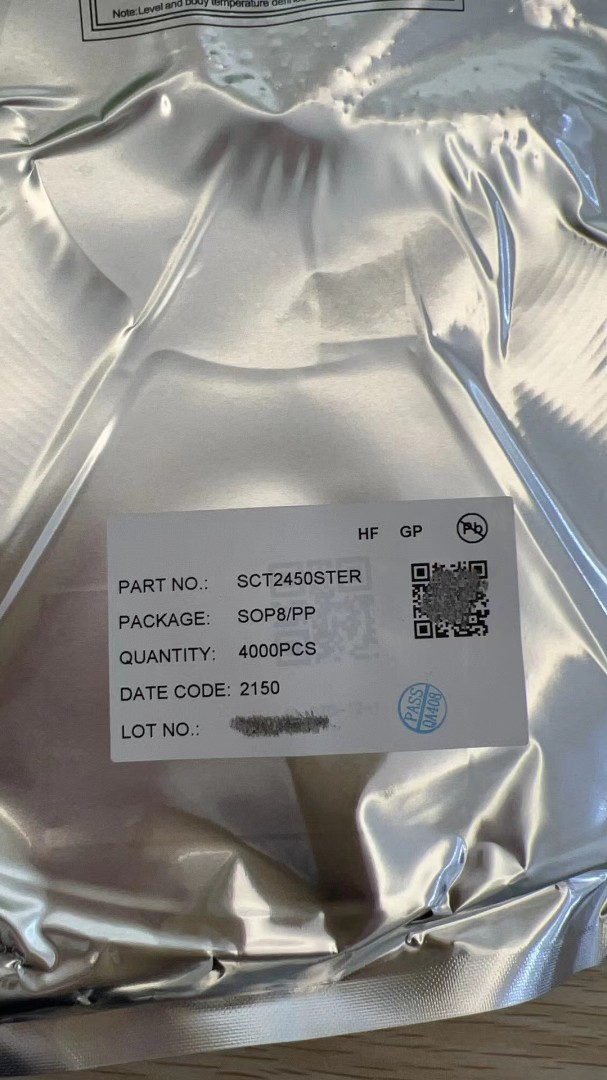 Note:Level and body temperature
HF GP Pb
PART NO.: SCT2450STER
PACKAGE: SOP8/PP
QUANTITY: 4000PCS
DATE CODE: 2150
LOT NO.:
PASS
QA408